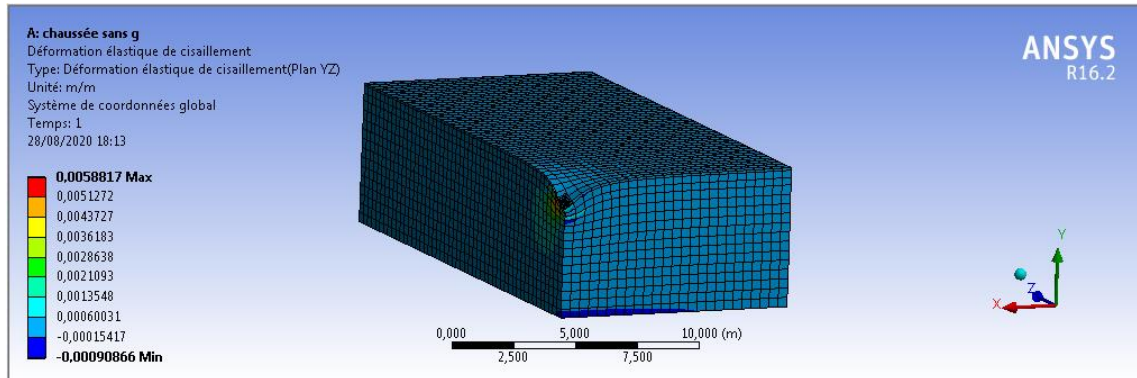 A: chaussée sans g
Déformation élastique de cisaillement
Type: Déformation élastique de cisaillement(Plan YZ)
Unité: m/m
Système de coordonnées global
Temps: 1
28/08/2020 18:13
ANSYS
R16.2
0,0058817 Max
0,0051272
0,0043727
0,0036183
0,0028638
0,0021093
0,0013548
0,00060031
-0,00015417
-0,00090866 Min
0,000 5,000 10,000 (m)
2,500 7,500
Y
Z
X